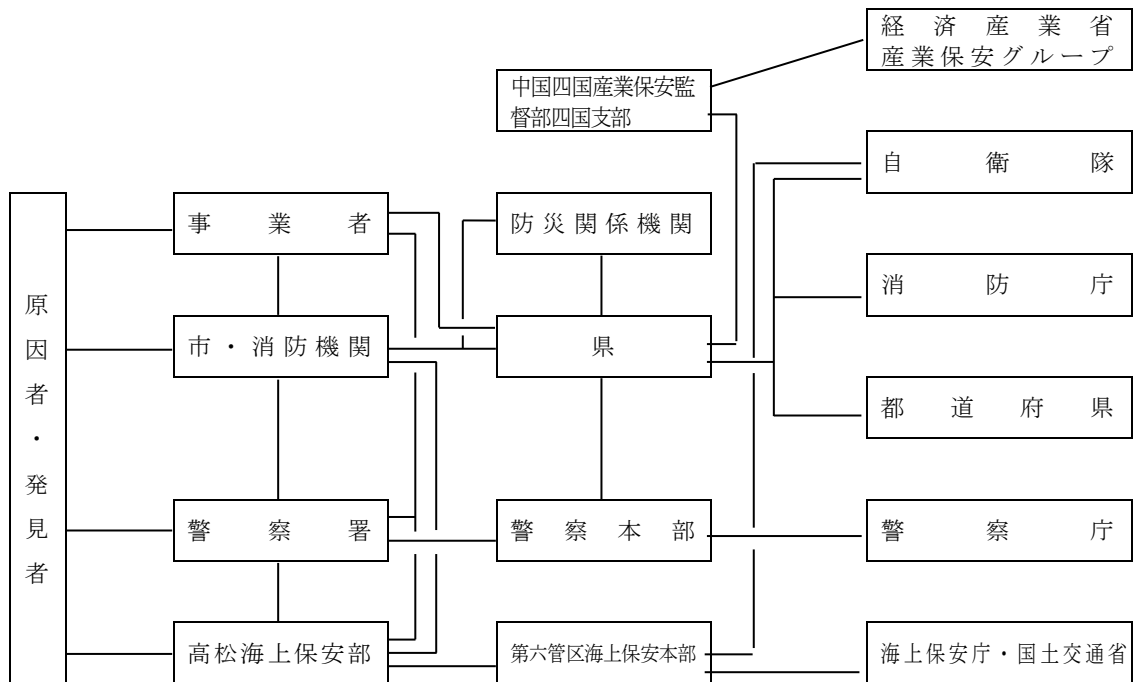 経済産業省
産業保安グループ
中国四国産業保安監
督部四国支部
自衛隊
事業者
防災関係機関
消防庁
原因者・発見者
市・消防機関
県
都道府県
警察署
警察本部
警察庁
高松海上保安部
第六管区海上保安本部
海上保安庁・国土交通省